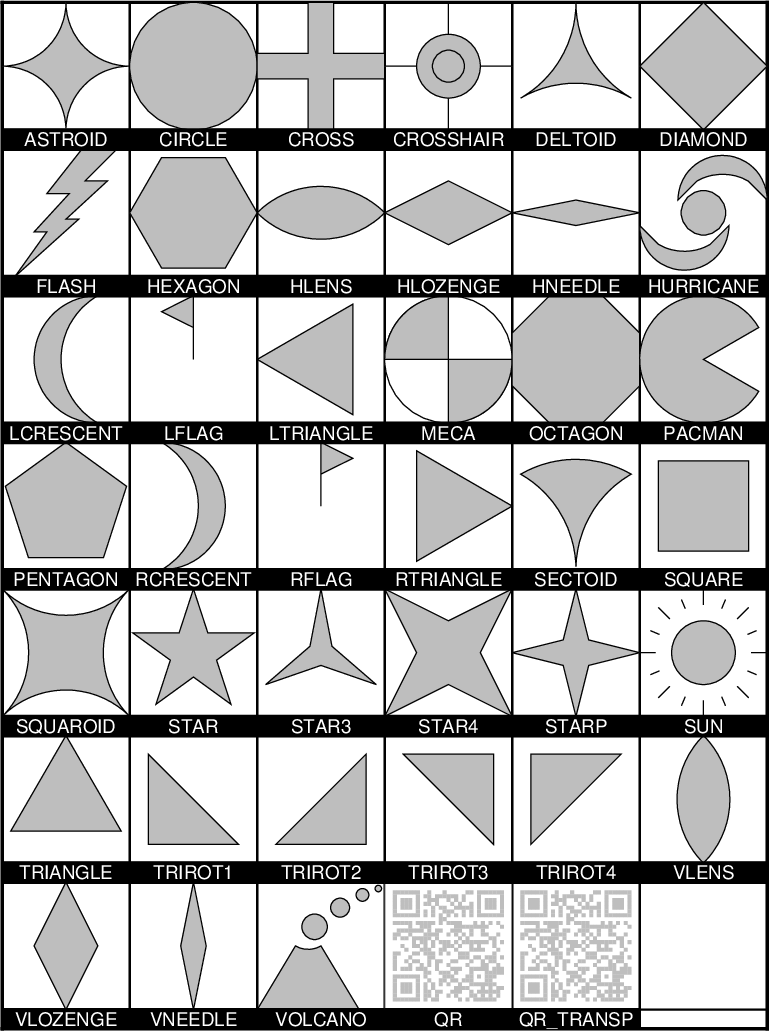 ASTROID CIRCLE CROSS CROSSHAIR DELTOID DIAMOND
FLASH HEXAGON HLENS HLOZENGE HNEEDLE HURRICANE
LCRESCENT LFLAG LTRIANGLE MECA OCTAGON PACMAN
PENTAGON RCRESCENT RFLAG RTRIANGLE SECTOID SQUARE
SQUAROID STAR STAR3 STAR4 STARP SUN
TRIANGLE TRIROT1 TRIROT2 TRIROT3 TRIROT4 VLENS
VLOZENGE VNEEDLE VOLCANO QR QR_TRANSP